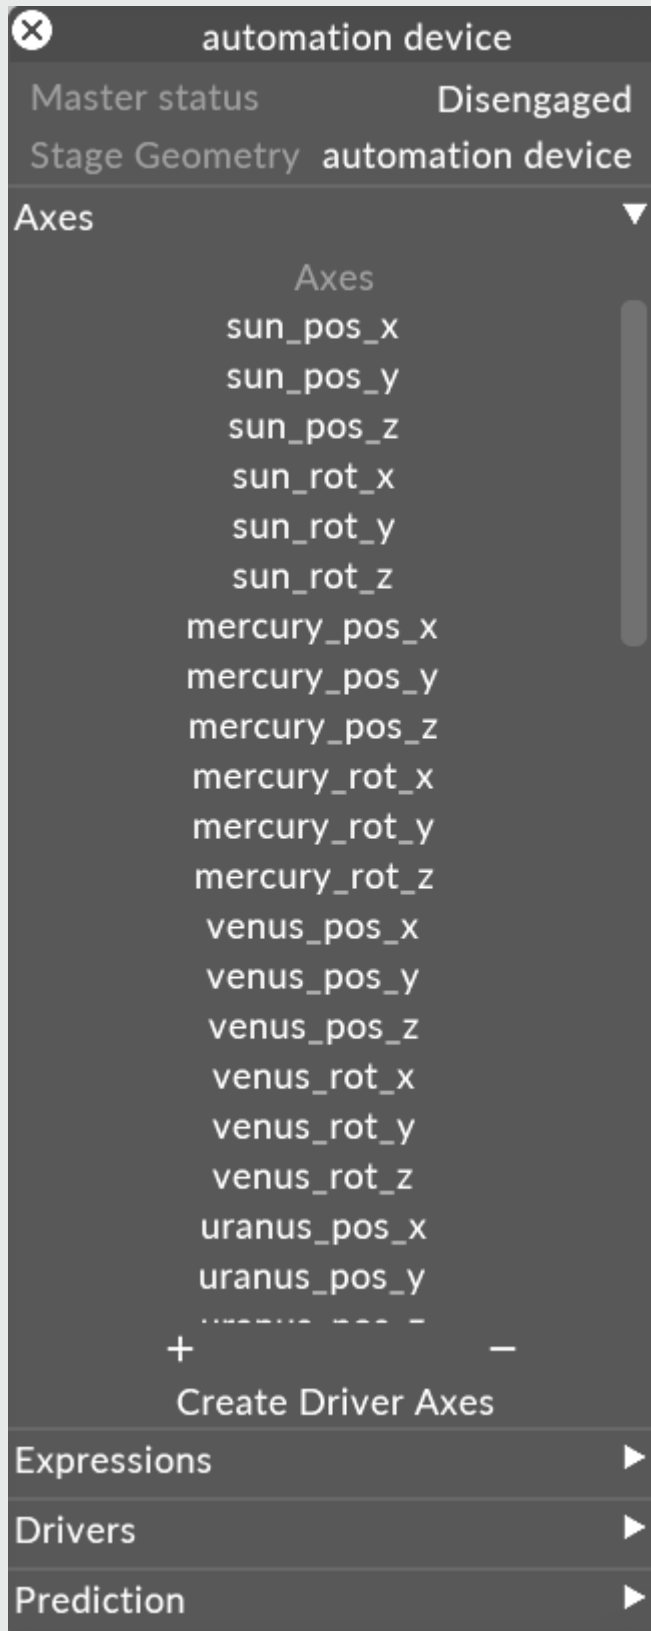 automation device
Master status Disengaged
Stage Geometry automation device
Axes
Axes
sun_pos_x
sun_pos_y
sun_pos_z
sun_rot_x
sun_rot_y
sun_rot_z
mercury_pos_x
mercury_pos_y
mercury_pos_z
mercury_rot_x
mercury_rot_y
mercury_rot_z
venus_pos_x
venus_pos_y
venus_pos_z
venus_rot_x
venus_rot_y
venus_rot_z
uranus_pos_x
uranus_pos_y
uranus_pos_z
+ −
Create Driver Axes
Expressions
Drivers
Prediction